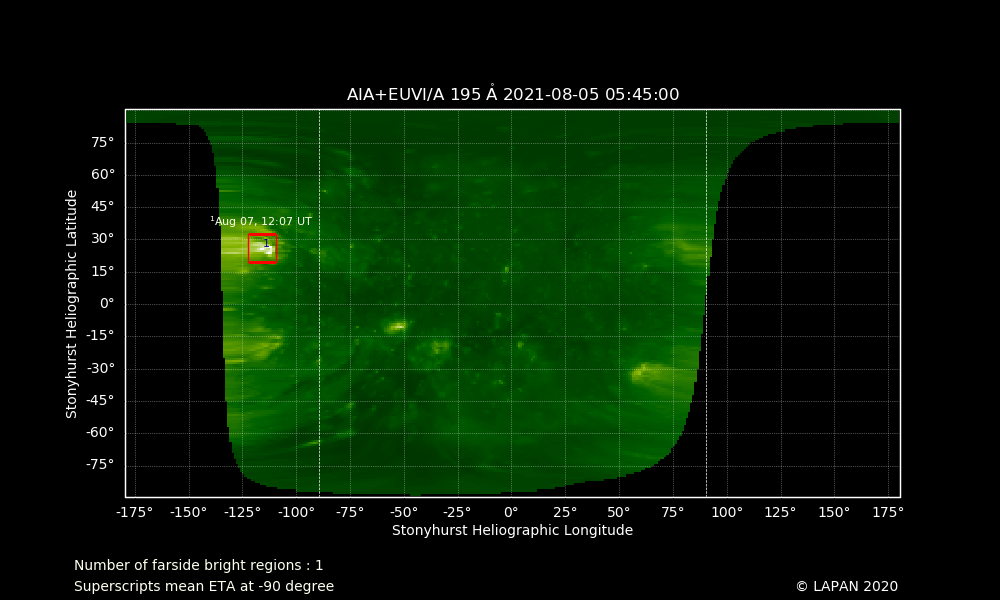 AIA+EUVI/A 195 Å 2021-08-05 05:45:00
75°
60°
45°
30°
15°
0°
-15°
-30°
-45°
-60°
-75°
Stonyhurst Heliographic Latitude
¹Aug 07, 12:07 UT
1
-175° -150° -125° -100° -75° -50° -25° 0° 25° 50° 75° 100° 125° 150° 175°
Stonyhurst Heliographic Longitude
Number of farside bright regions : 1
Superscripts mean ETA at -90 degree
© LAPAN 2020